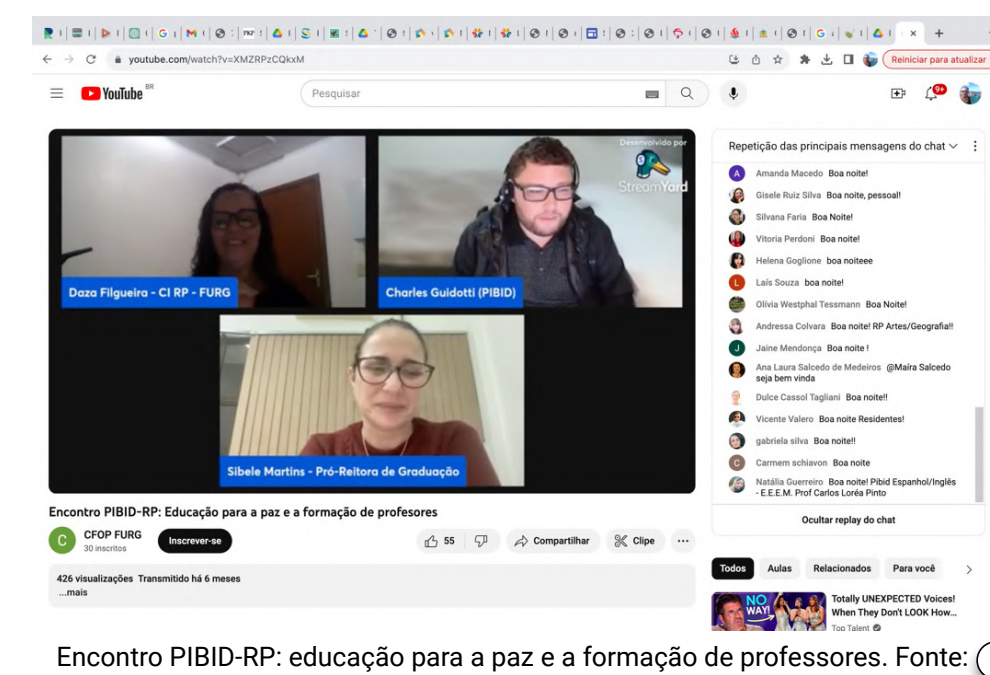 youtube.com/watch?v=XMZRPzCQkxM
Reiniciar para atualizar
YouTube BR
Pesquisar
9+
Desenvolvido por
StreamYard
Daza Filgueira - CI RP - FURG
Charles Guidotti (PIBID)
Sibele Martins - Pró-Reitora de Graduação
Encontro PIBID-RP: Educação para a paz e a formação de profesores
C
CFOP FURG
30 inscritos
Inscrever-se
55
Compartilhar
Clipe
426 visualizações Transmitido há 6 meses
...mais
Repetição das principais mensagens do chat
A Amanda Macedo Boa noite!
Gisele Ruiz Silva Boa noite, pessoal!
Silvana Faria Boa Noite!
Vitoria Perdoni Boa noite!
Helena Goglione boa noiteee
L Laís Souza boa noite!
Olívia Westphal Tessmann Boa Noite!
Andressa Colvara Boa noite! RP Artes/Geografia!!
J Jaine Mendonça Boa noite !
Ana Laura Salcedo de Medeiros @Maíra Salcedo
seja bem vinda
Dulce Cassol Tagliani Boa noite!!
Vicente Valero Boa noite Residentes!
gabriela silva Boa noite!!
C Carmem schiavon Boa noite
Natália Guerreiro Boa noite! Pibid Espanhol/Inglês
- E.E.E.M. Prof Carlos Loréa Pinto
Ocultar replay do chat
Todos Aulas Relacionados Para você
NO
WAY!
Totally UNEXPECTED Voices!
When They Don't LOOK How...
Top Talent
Encontro PIBID-RP: educação para a paz e a formação de professores. Fonte: